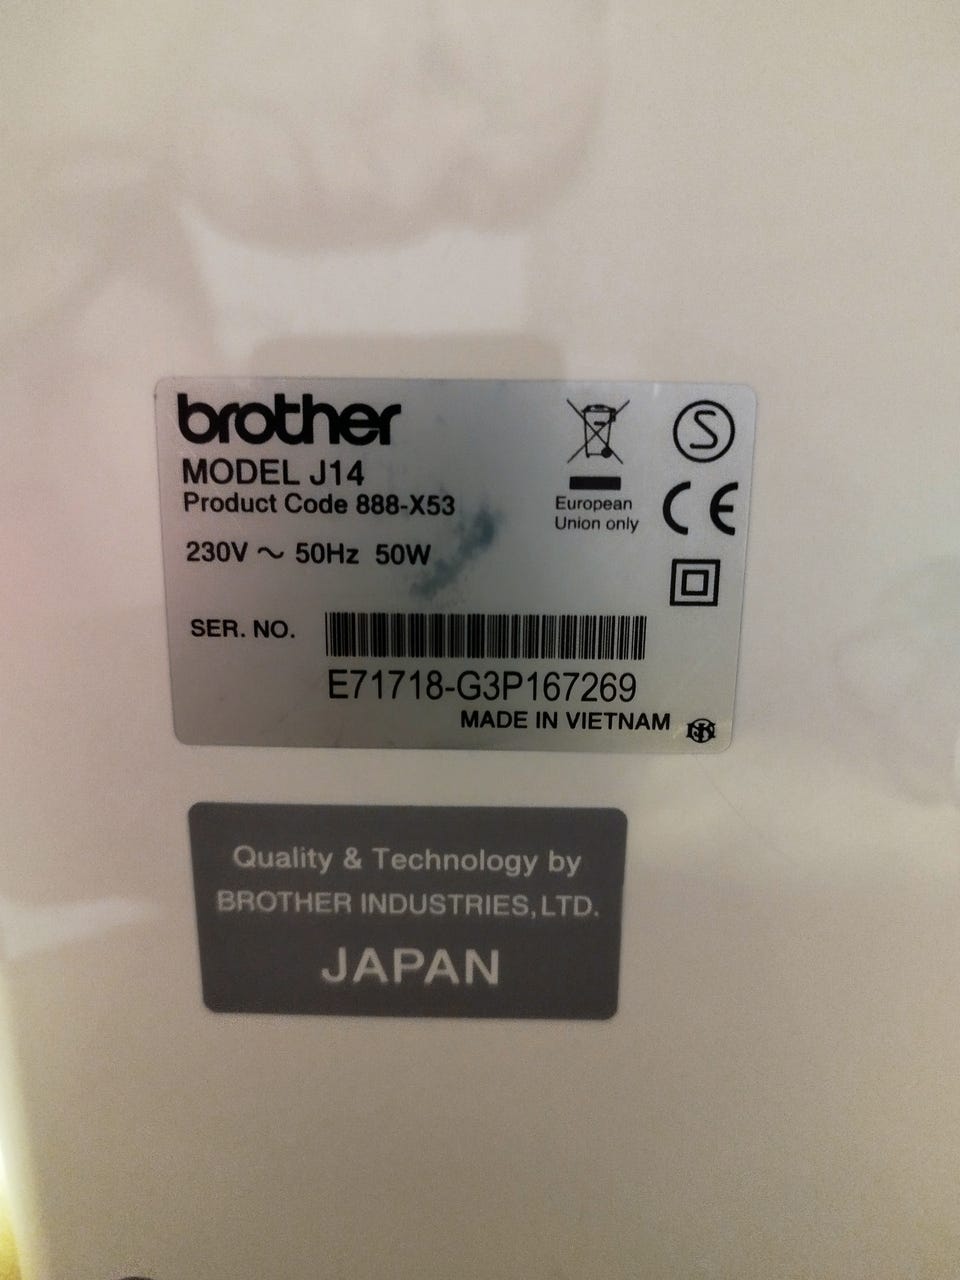 brother
MODEL J14
Product Code 888-X53
230V ~ 50Hz 50W
European
Union only
S
CE
SER. NO.
E71718-G3P167269
MADE IN VIETNAM
Quality & Technology by
BROTHER INDUSTRIES, LTD.
JAPAN